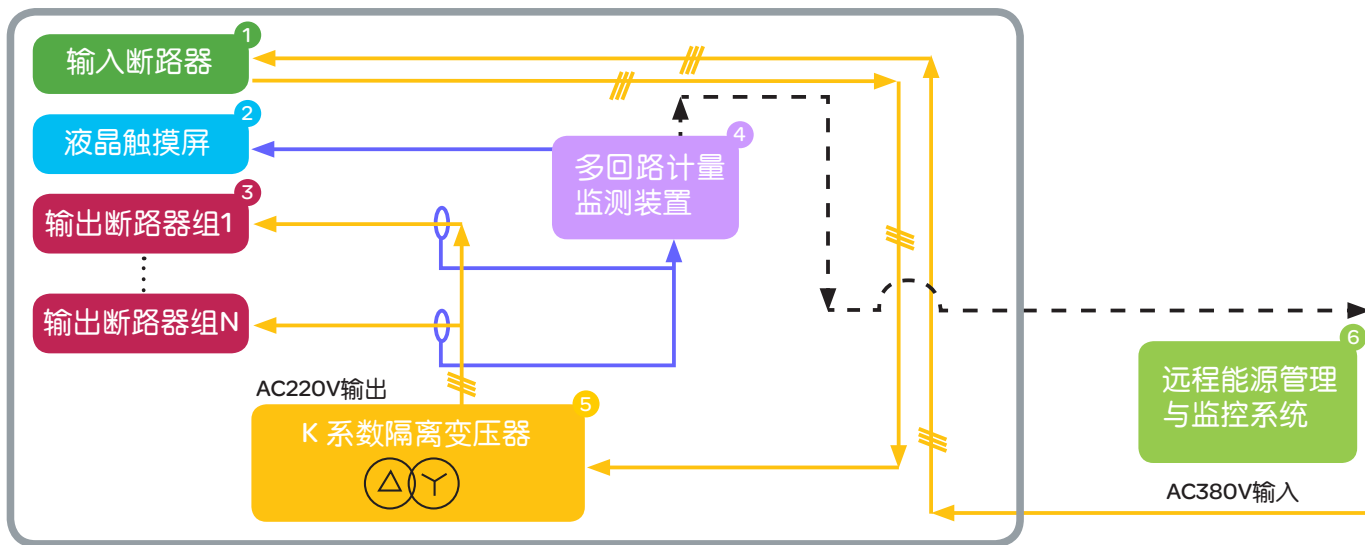 输入断路器
1
液晶触摸屏
2
输出断路器组1
3
输出断路器组N
多回路计量
监测装置
4
AC220V输出
K 系数隔离变压器
5
远程能源管理
与监控系统
6
AC380V输入